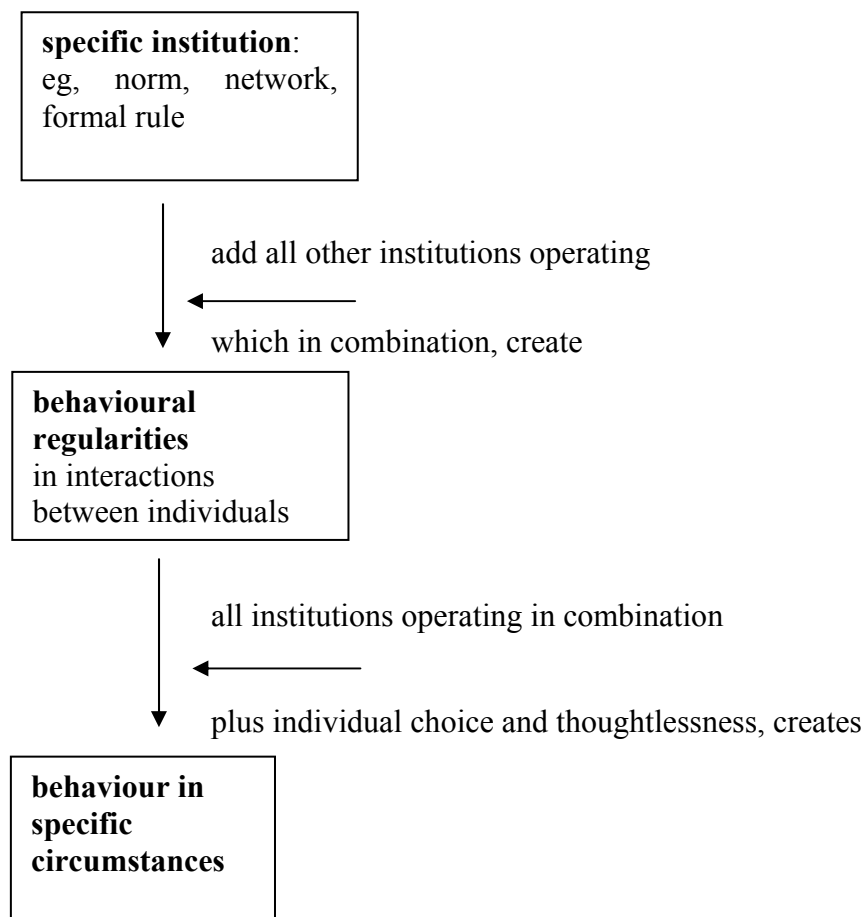 specific institution:
eg, norm, network,
formal rule
add all other institutions operating
which in combination, create
behavioural
regularities
in interactions
between individuals
all institutions operating in combination
plus individual choice and thoughtlessness, creates
behaviour in
specific
circumstances